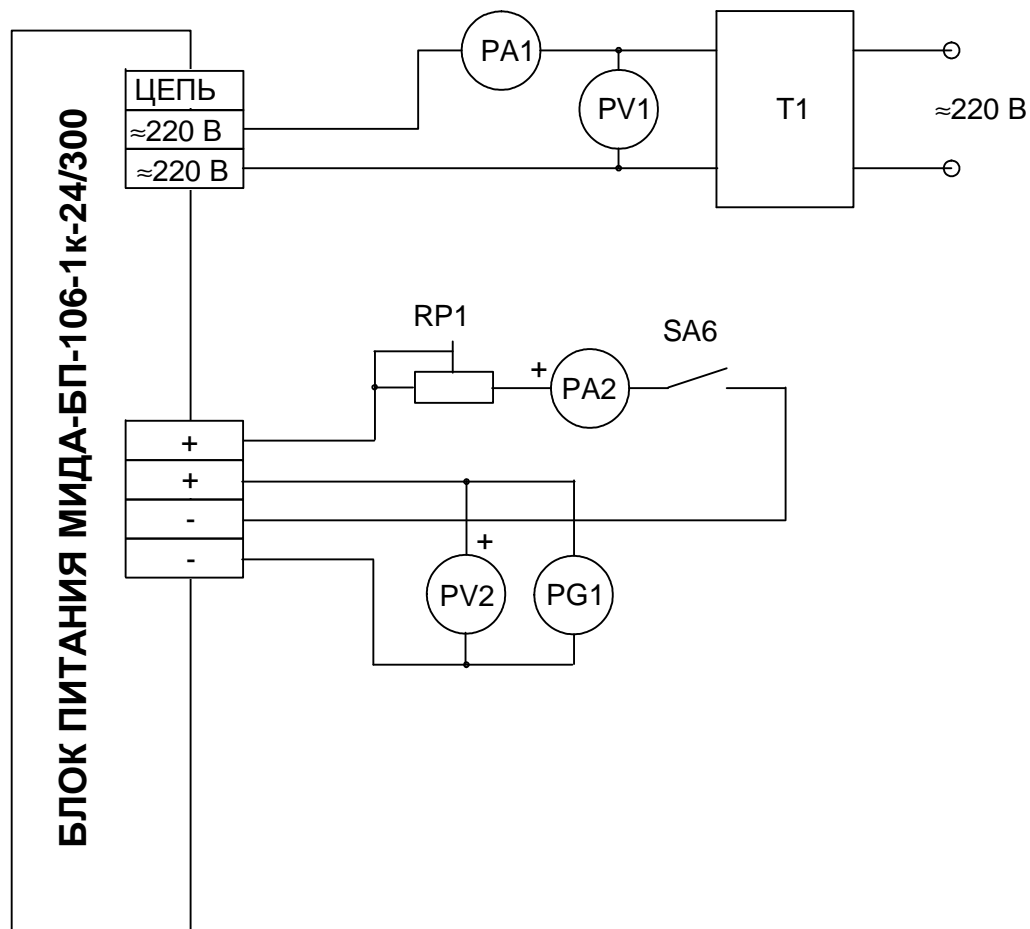 БЛОК ПИТАНИЯ МИДА-БП-106-1к-24/300
ЦЕПЬ
≈220 В
≈220 В
PA1
PV1
T1
≈220 В
RP1
SA6
+
PA2
+
+
-
-
+
PV2
PG1